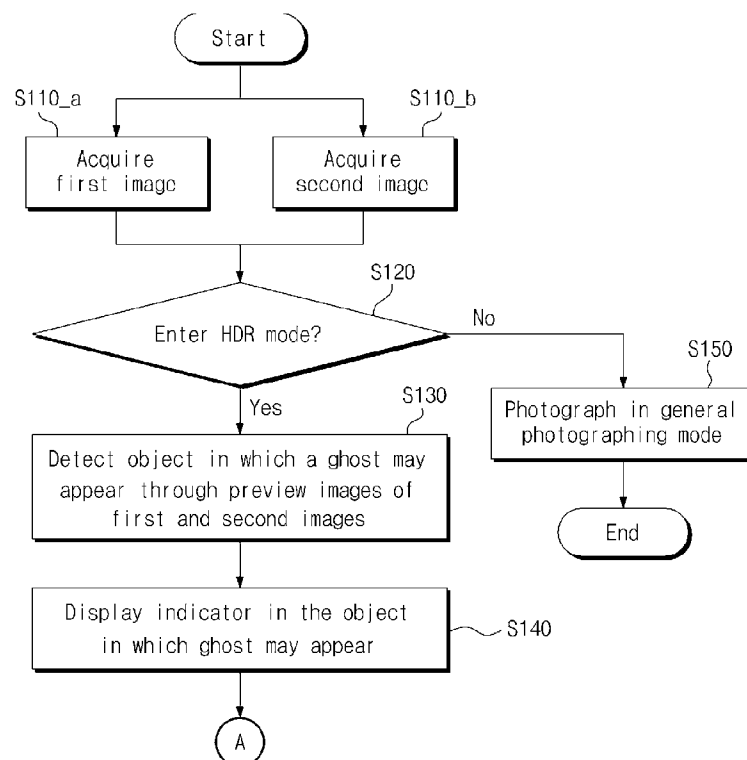 Start
S110_a
S110_b
Acquire
first image
Acquire
second image
S120
Enter HDR mode?
No
S150
Yes
S130
Photograph in general
photographing mode
Detect object in which a ghost may
appear through preview images of
first and second images
End
Display indicator in the object
in which ghost may appear
S140
A